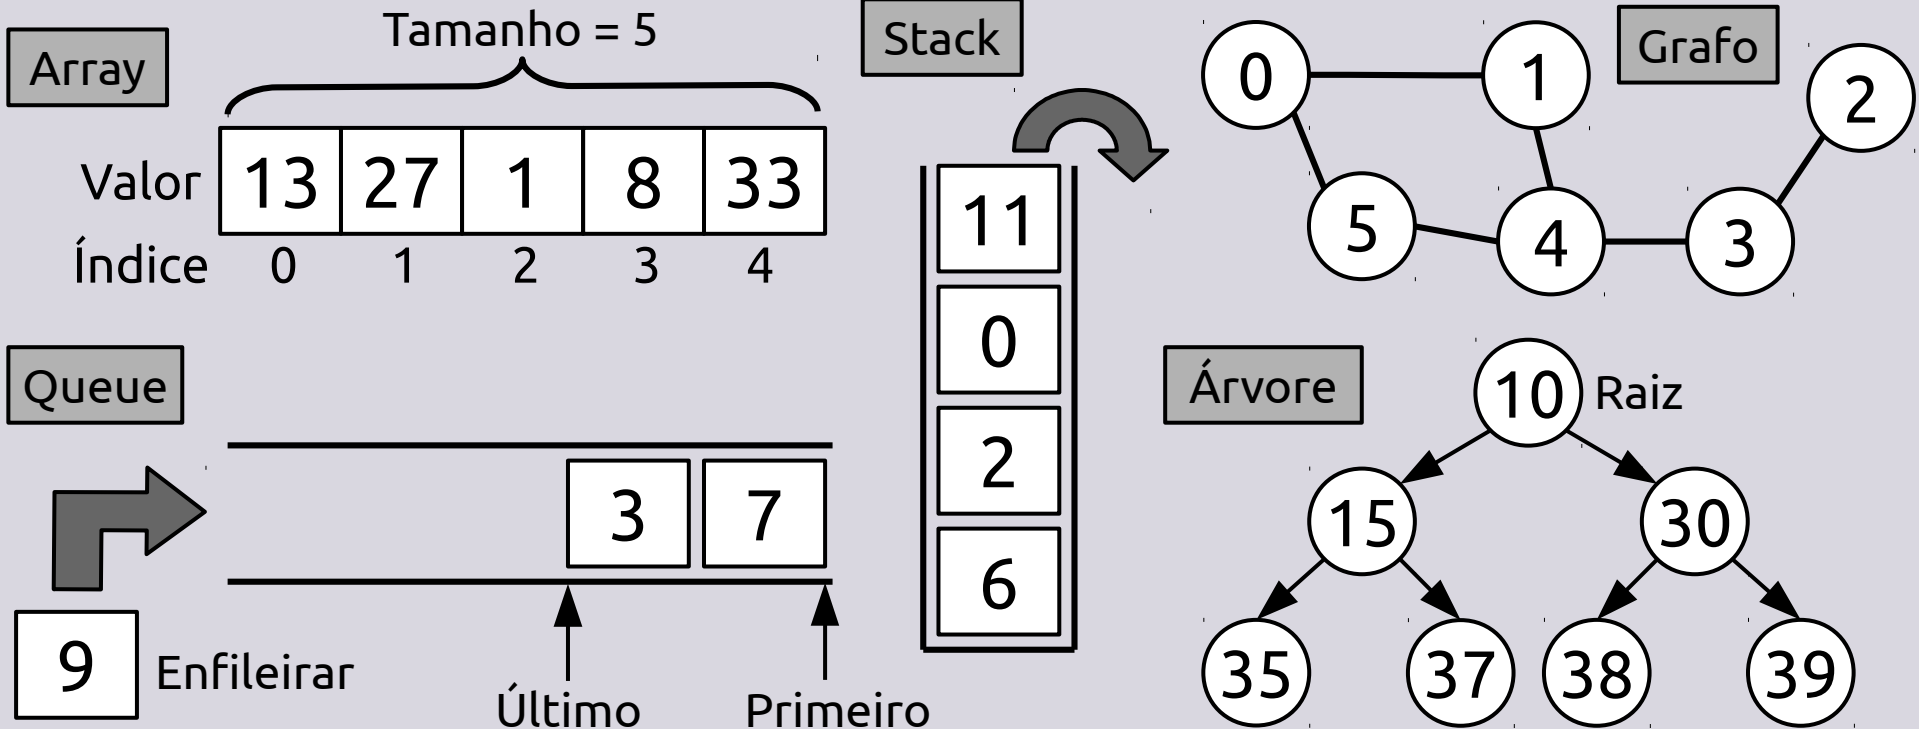 Array
Tamanho = 5
Valor 13 27 1 8 33
Índice 0 1 2 3 4
Queue
3 7
9 Enfileirar
Último Primeiro
Stack
11
0
2
6
Grafo
0 1 2
5 4 3
Árvore
10 Raiz
15 30
35 37 38 39